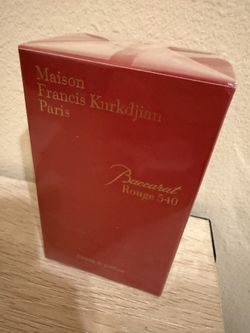 Maison
Francis Kurkdjian
Paris
Baccarat
Rouge 540